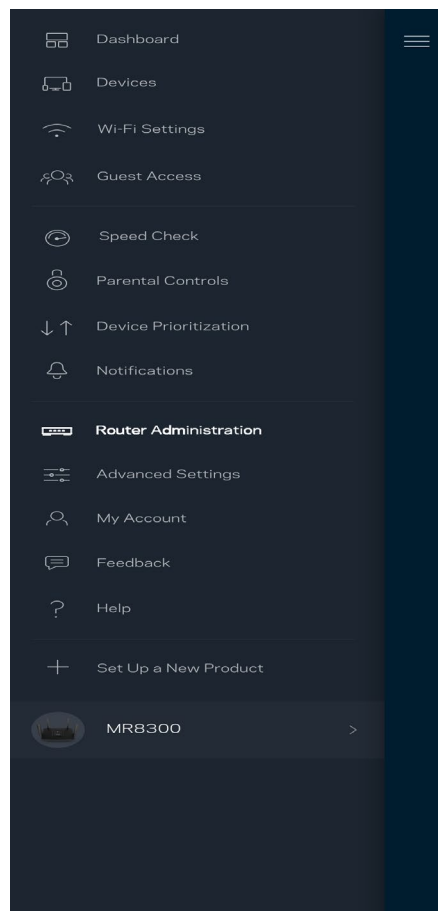 Dashboard
Devices
Wi-Fi Settings
Guest Access
Speed Check
Parental Controls
Device Prioritization
Notifications
Router Administration
Advanced Settings
My Account
Feedback
? Help
Set Up a New Product
MR8300 >